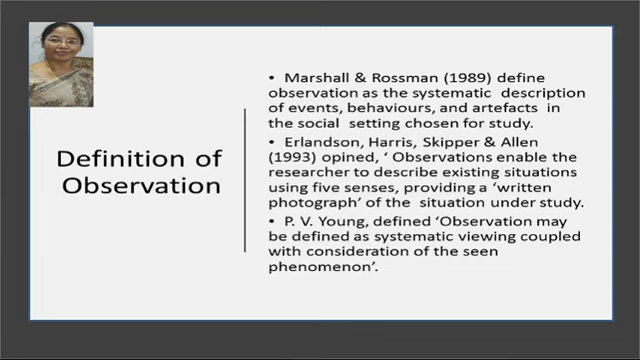 Definition of
Observation
• Marshall & Rossman (1989) define
observation as the systematic description
of events, behaviours, and artefacts in
the social setting chosen for study.
• Erlandson, Harris, Skipper & Allen
(1993) opined, ‘ Observations enable the
researcher to describe existing situations
using five senses, providing a ‘written
photograph’ of the situation under study.
• P. V. Young, defined ‘Observation may
be defined as systematic viewing coupled
with consideration of the seen
phenomenon’.